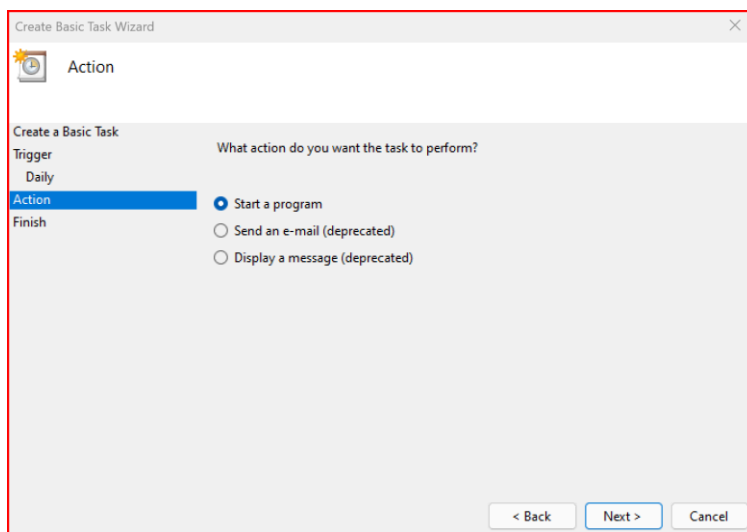 Create Basic Task Wizard
Action
Create a Basic Task
Trigger
Daily
Action
Finish
What action do you want the task to perform?
Start a program
Send an e-mail (deprecated)
Display a message (deprecated)
< Back
Next >
Cancel